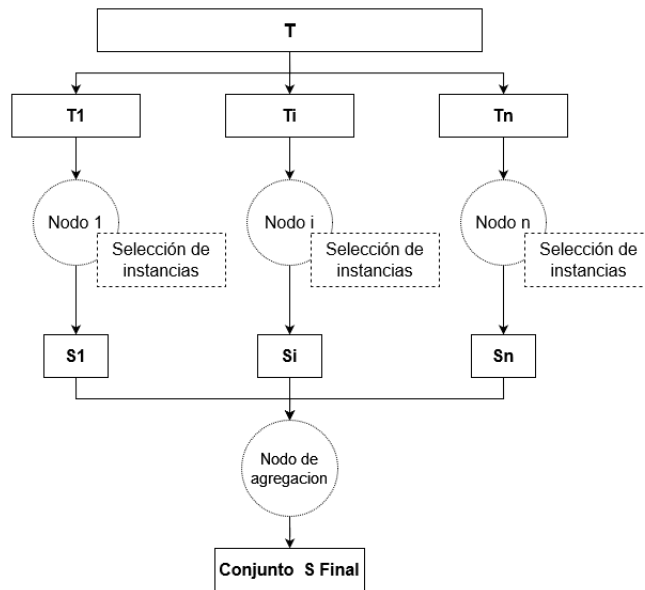 T
T1
Ti
Tn
Nodo 1
Nodo i
Nodo n
Selección de
instancias
Selección de
instancias
Selección de
instancias
S1
Si
Sn
Nodo de
agregacion
Conjunto S Final